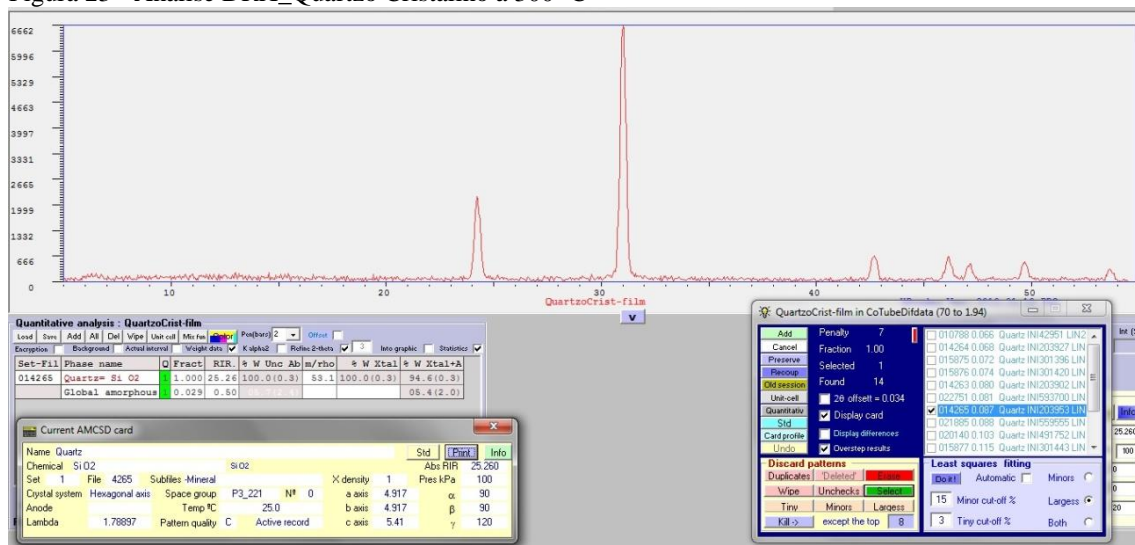 6662
5996
5329
4663
3997
3331
2665
1999
1332
666
0
10 20 30 40 50
QuartzoCrist-film
v
Quantitative analysis : QuartzoCrist-film
Load Save Add All Del Wipe Unit cell Mix fm Color Pen(bars) 2 Offset
Encryption Background Actual interval Weight data K alpha2 Refine 2-theta 3 Into graphic Statistics
Set-Fil Phase name Q Fract RIR. % W Unc Ab m/rho % W Xtal % W Xtal+A
014265 Quartz= Si O2 1 1.000 25.26 100.0(0.3) 53.1 100.0(0.3) 94.6(0.3)
Global amorphous 1 0.029 0.50 05.4(2.0)
Current AMCSD card
Name Quartz Std Print Info
Chemical Si O2 Si O2 Abs RIR 25.260
Set 1 File 4265 Subfiles -Mineral X density 1 Pres kPa 100
Crystal system Hexagonal axis Space group P3_221 Nº 0 a axis 4.917 α 90
Anode Temp ºC 25.0 b axis 4.917 β 90
Lambda 1.78897 Pattern quality C Active record c axis 5.41 γ 120
QuartzoCrist-film in CoTubeDifdata (70 to 1.94)
Add Penalty 7
Cancel Fraction 1.00
Preserve Selected 1
Recoup Found 14
Old session
Unit-cell 2θ offsett = 0.034
Quantitativ Display card
Std
Card profile Display differences
Undo Overstep results
010788 0.066 Quartz INI42951 LIN2
014264 0.068 Quartz INI203927 LIN
015875 0.072 Quartz INI301396 LIN
015876 0.074 Quartz INI301420 LIN
014263 0.080 Quartz INI203902 LIN
022751 0.081 Quartz INI593700 LIN
014265 0.087 Quartz INI203953 LIN
021885 0.088 Quartz INI559555 LIN
020140 0.103 Quartz INI491752 LIN
015877 0.115 Quartz INI301443 LIN
Discard patterns
Duplicates "Deleted" Erase
Wipe Unchecks Select
Tiny Minors Largess
Kill -> except the top 8
Least squares fitting
Do it! Automatic Minors
15 Minor cut-off % Largess
3 Tiny cut-off % Both
Int (
Info
25.260
100
0
0
20